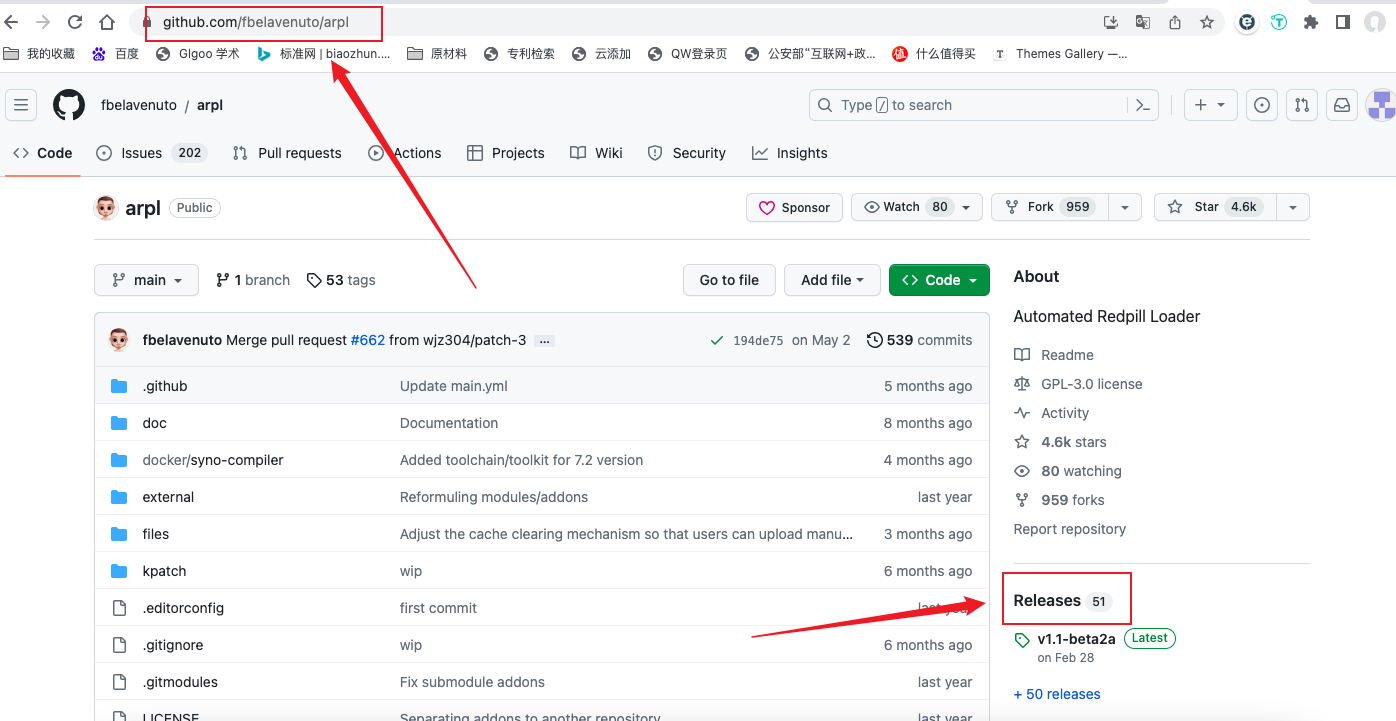 github.com/fbelavenuto/arpl
我的收藏 百度 Glgoo 学术 标准网 | biaozhun.... 原材料 专利检索 云添加 QW登录页 公安部“互联网+政... 值 什么值得买 T Themes Gallery —...
fbelavenuto / arpl Type / to search
Code Issues 202 Pull requests Actions Projects Wiki Security Insights
arpl Public Sponsor Watch 80 Fork 959 Star 4.6k
main 1 branch 53 tags Go to file Add file Code
About
Automated Redpill Loader
fbelavenuto Merge pull request #662 from wjz304/patch-3 ... 194de75 on May 2 539 commits
.github Update main.yml 5 months ago
doc Documentation 8 months ago
docker/syno-compiler Added toolchain/toolkit for 7.2 version 4 months ago
external Reformuling modules/addons last year
files Adjust the cache clearing mechanism so that users can upload manu... 3 months ago
kpatch wip 6 months ago
.editorconfig first commit last year
.gitignore wip 6 months ago
.gitmodules Fix submodule addons last year
LICENSE Separating addons to another repository last year
Readme
GPL-3.0 license
Activity
4.6k stars
80 watching
959 forks
Report repository
Releases 51
v1.1-beta2a Latest
on Feb 28
+ 50 releases